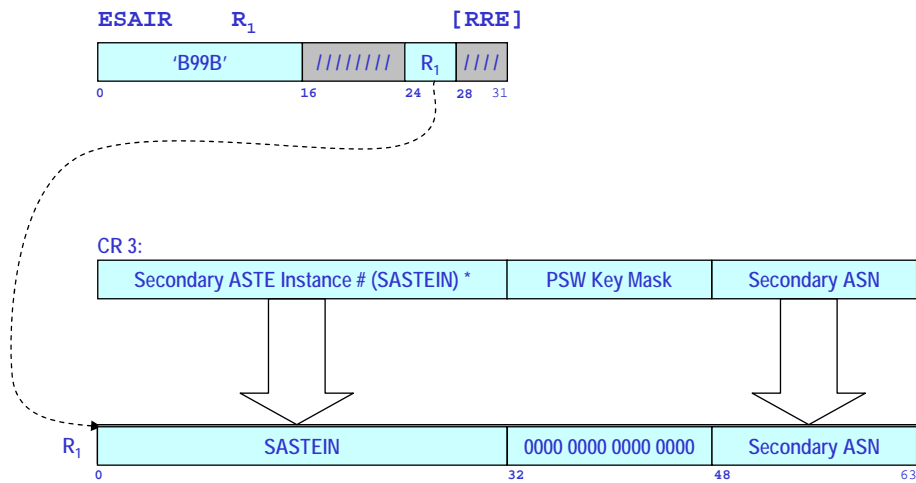 ESAIR R1 [RRE]
'B99B' //////// R1 ////
0 16 24 28 31
CR 3:
Secondary ASTE Instance # (SASTEIN) * PSW Key Mask Secondary ASN
R1 SASTEIN 0000 0000 0000 0000 Secondary ASN
0 32 48 63